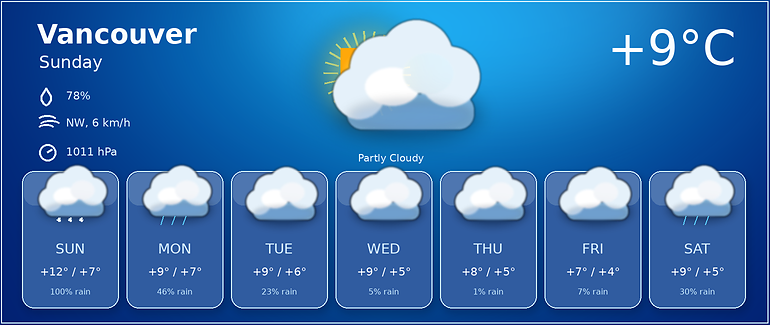 Vancouver
Sunday
+9°C
78%
NW, 6 km/h
1011 hPa
Partly Cloudy
SUN
+12° / +7°
100% rain
MON
+9° / +7°
46% rain
TUE
+9° / +6°
23% rain
WED
+9° / +5°
5% rain
THU
+8° / +5°
1% rain
FRI
+7° / +4°
7% rain
SAT
+9° / +5°
30% rain